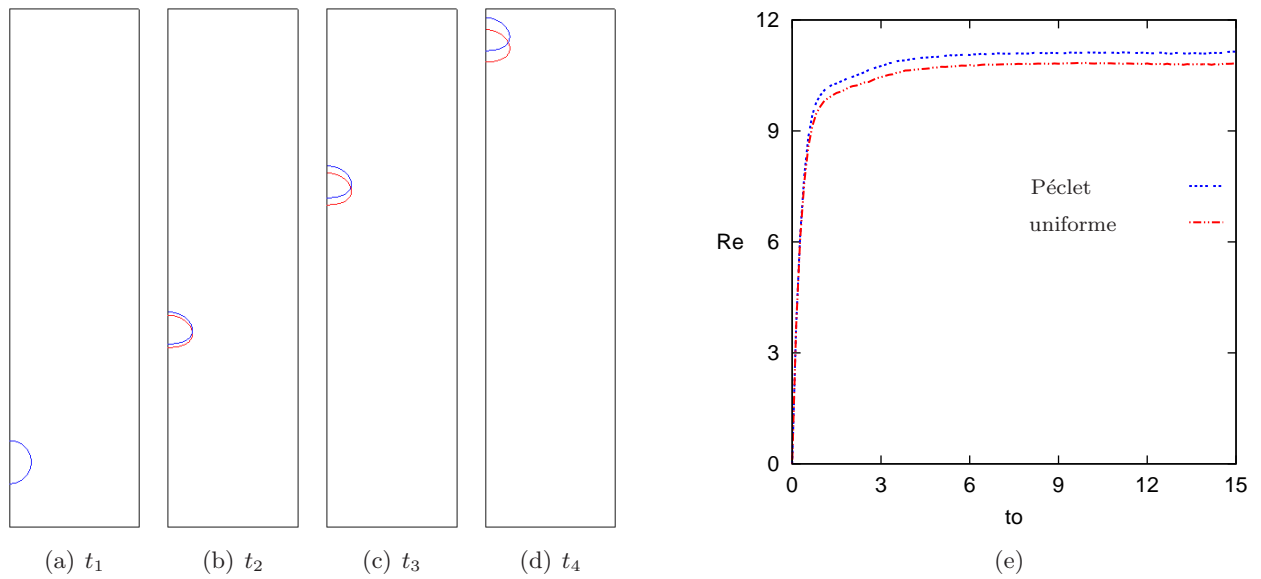 12
9
6
3
0
Re
Péclet
uniforme
0 3 6 9 12 15
to
(a) t₁ (b) t₂ (c) t₃ (d) t₄ (e)